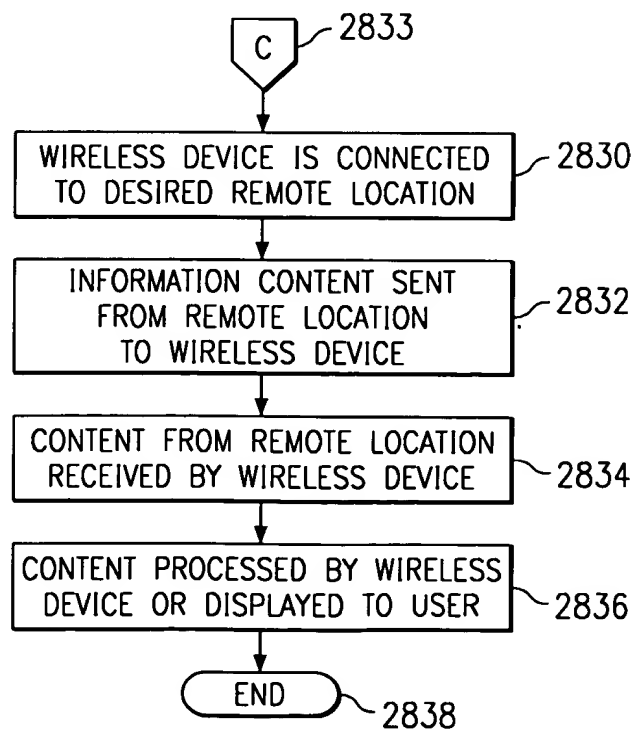 C
2833
WIRELESS DEVICE IS CONNECTED
TO DESIRED REMOTE LOCATION
2830
INFORMATION CONTENT SENT
FROM REMOTE LOCATION
TO WIRELESS DEVICE
2832
CONTENT FROM REMOTE LOCATION
RECEIVED BY WIRELESS DEVICE
2834
CONTENT PROCESSED BY WIRELESS
DEVICE OR DISPLAYED TO USER
2836
END
2838